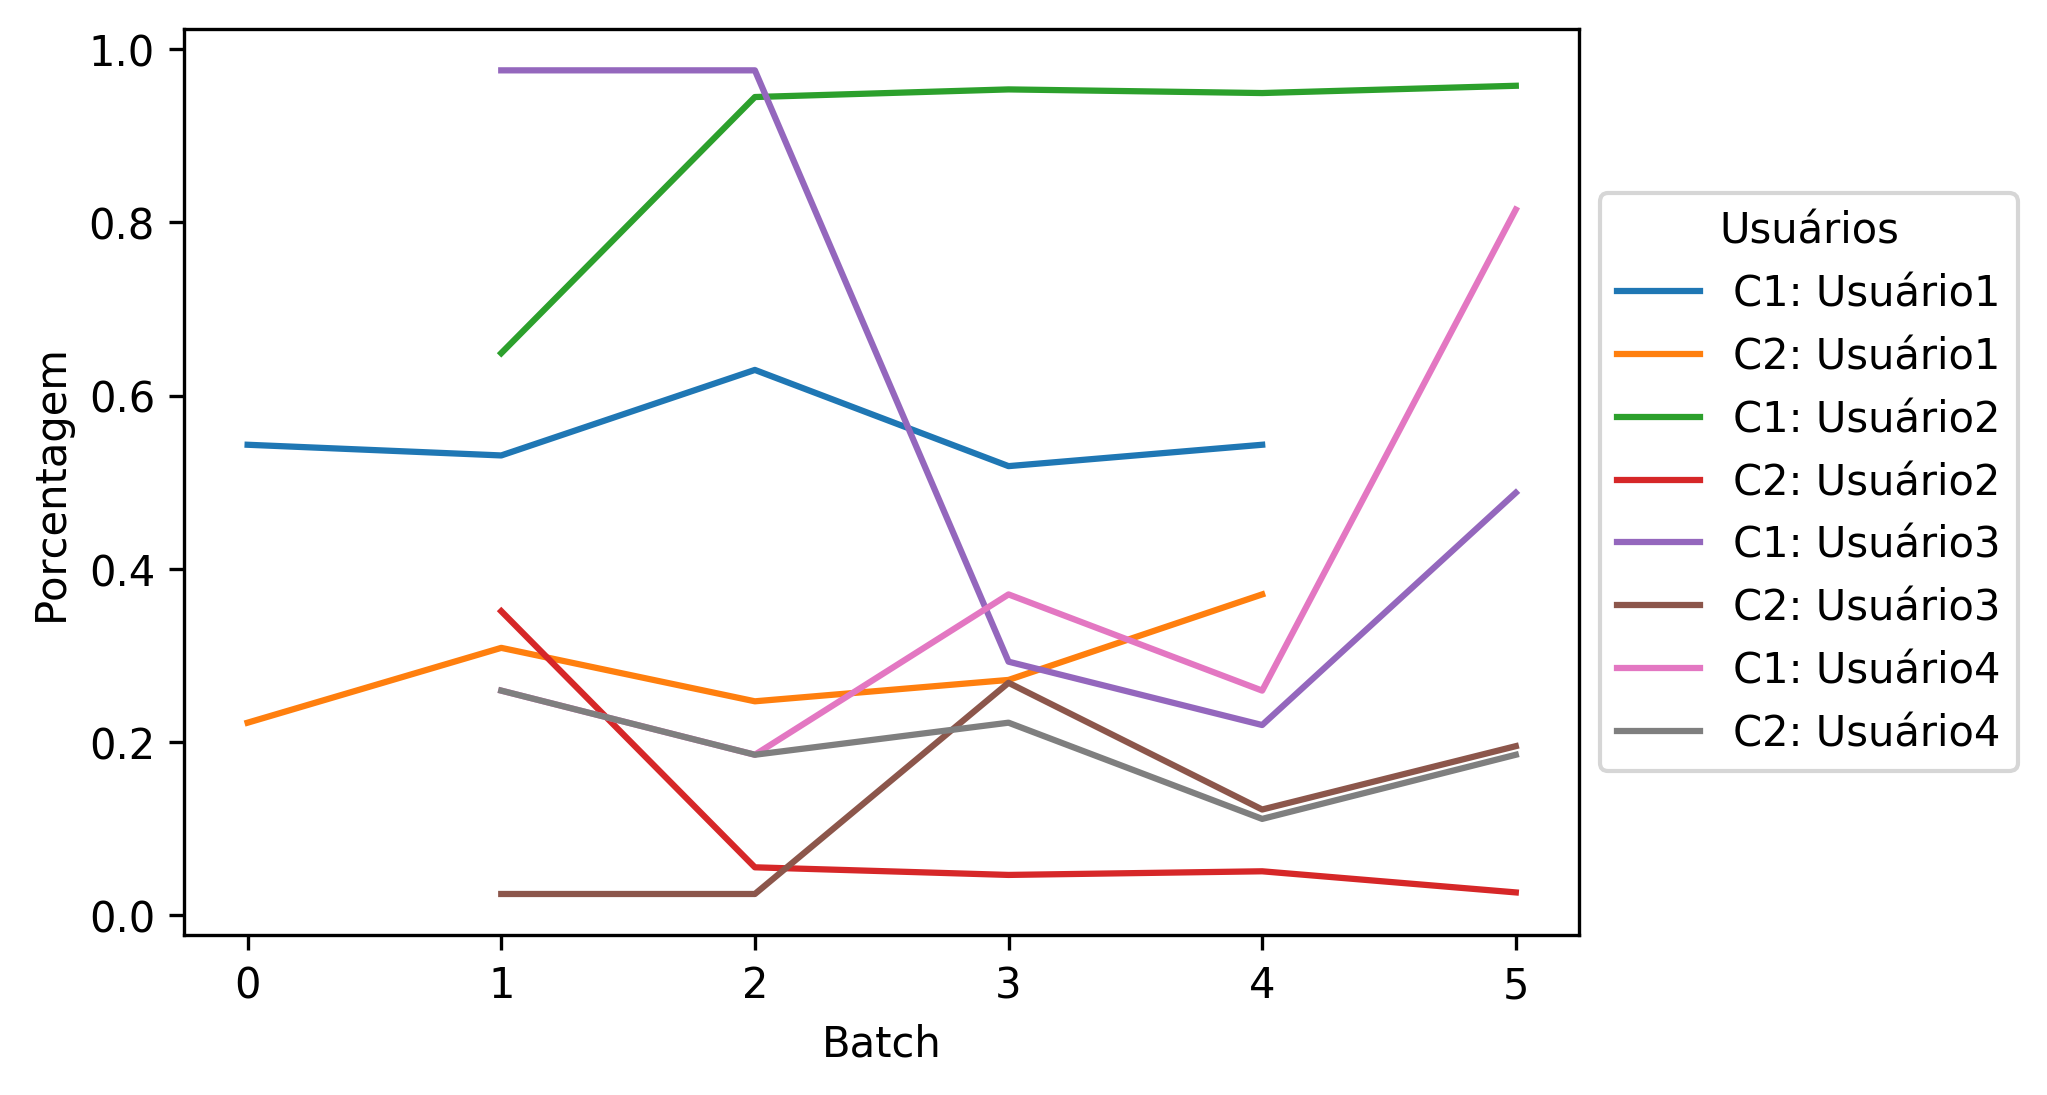 1.0
0.8
0.6
0.4
0.2
0.0
Porcentagem
0 1 2 3 4 5
Batch
Usuários
C1: Usuário1
C2: Usuário1
C1: Usuário2
C2: Usuário2
C1: Usuário3
C2: Usuário3
C1: Usuário4
C2: Usuário4